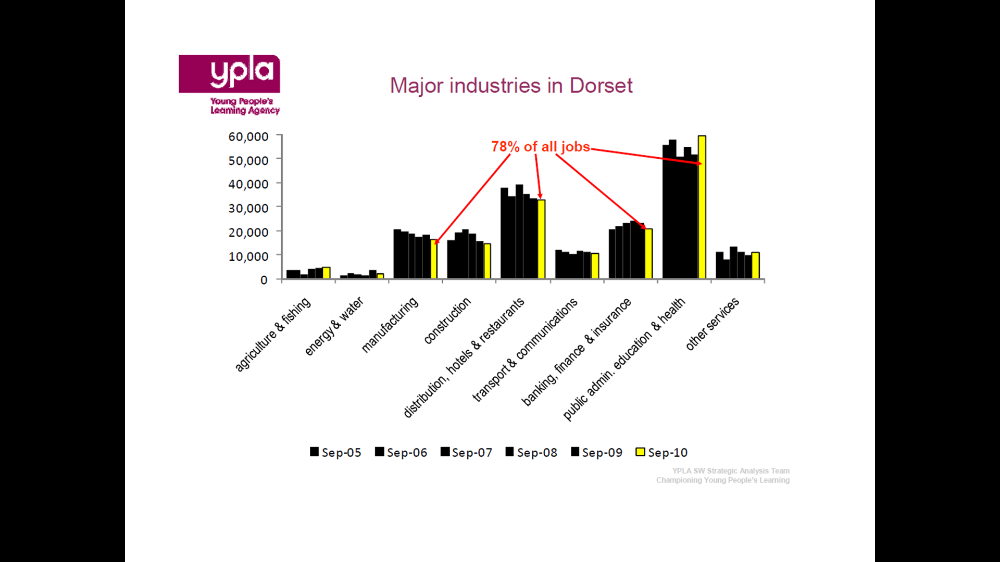 ypla
Young People's
Learning Agency
Major industries in Dorset
78% of all jobs
60,000
50,000
40,000
30,000
20,000
10,000
0
agriculture & fishing
energy & water
manufacturing
construction
distribution, hotels & restaurants
transport & communications
banking, finance & insurance
public admin. education & health
other services
Sep-05 Sep-06 Sep-07 Sep-08 Sep-09 Sep-10
YPLA SW Strategic Analysis Team
Championing Young People's Learning